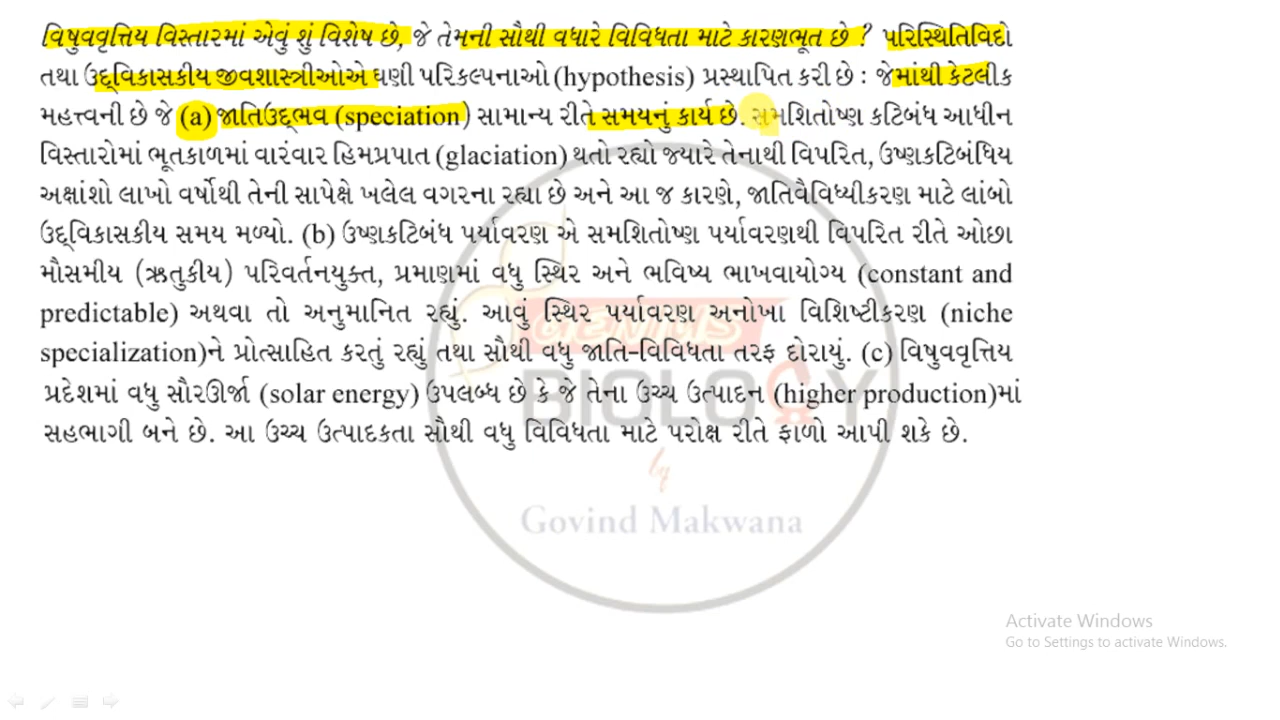 વિષુવવૃત્તિય વિસ્તારમાં એવું શું વિશેષ છે, જે તેમની સૌથી વધારે વિવિધતા માટે કારણભૂત છે ? પરિસ્થિતિવિદો
તથા ઉદ્દવિકાસકીય જીવશાસ્ત્રીઓએ ઘણી પરિકલ્પનાઓ (hypothesis) પ્રસ્થાપિત કરી છે : જેમાંથી કેટલીક
મહત્ત્વની છે જે (a) જાતિઉદ્દભવ (speciation) સામાન્ય રીતે સમયનું કાર્ય છે. સમશિતોષ્ણ કટિબંધ આધીન
વિસ્તારોમાં ભૂતકાળમાં વારંવાર હિમપ્રપાત (glaciation) થતો રહ્યો જ્યારે તેનાથી વિપરિત, ઉષ્ણકટિબંધિય
અક્ષાંશો લાખો વર્ષોથી તેની સાપેક્ષે ખલેલ વગરના રહ્યા છે અને આ જ કારણે, જાતિવૈવિધ્યીકરણ માટે લાંબો
ઉદ્દવિકાસકીય સમય મળ્યો. (b) ઉષ્ણકટિબંધ પર્યાવરણ એ સમશિતોષ્ણ પર્યાવરણથી વિપરિત રીતે ઓછા
મૌસમીય (ઋતુકીય) પરિવર્તનયુક્ત, પ્રમાણમાં વધુ સ્થિર અને ભવિષ્ય ભાખવાયોગ્ય (constant and
predictable) અથવા તો અનુમાનિત રહ્યું. આવું સ્થિર પર્યાવરણ અનોખા વિશિષ્ટીકરણ (niche
specialization)ને પ્રોત્સાહિત કરતું રહ્યું તથા સૌથી વધુ જાતિ-વિવિધતા તરફ દોરાયું. (c) વિષુવવૃત્તિય
પ્રદેશમાં વધુ સૌરઊર્જા (solar energy) ઉપલબ્ધ છે કે જે તેના ઉચ્ચ ઉત્પાદન (higher production)માં
સહભાગી બને છે. આ ઉચ્ચ ઉત્પાદકતા સૌથી વધુ વિવિધતા માટે પરોક્ષ રીતે ફાળો આપી શકે છે.
GENIUS
BIOLOGY
by
Govind Makwana
Activate Windows
Go to Settings to activate Windows.